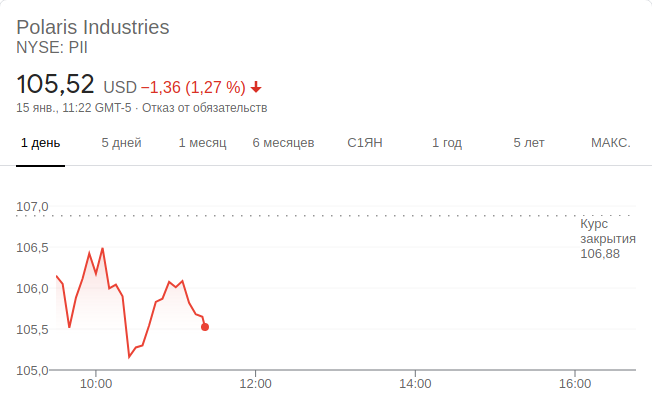 Polaris Industries
NYSE: PII
105,52 USD −1,36 (1,27 %)
15 янв., 11:22 GMT-5 · Отказ от обязательств
1 день 5 дней 1 месяц 6 месяцев С1ЯН 1 год 5 лет МАКС.
107,0
Курс
закрытия
106,88
106,5
106,0
105,5
105,0
10:00 12:00 14:00 16:00